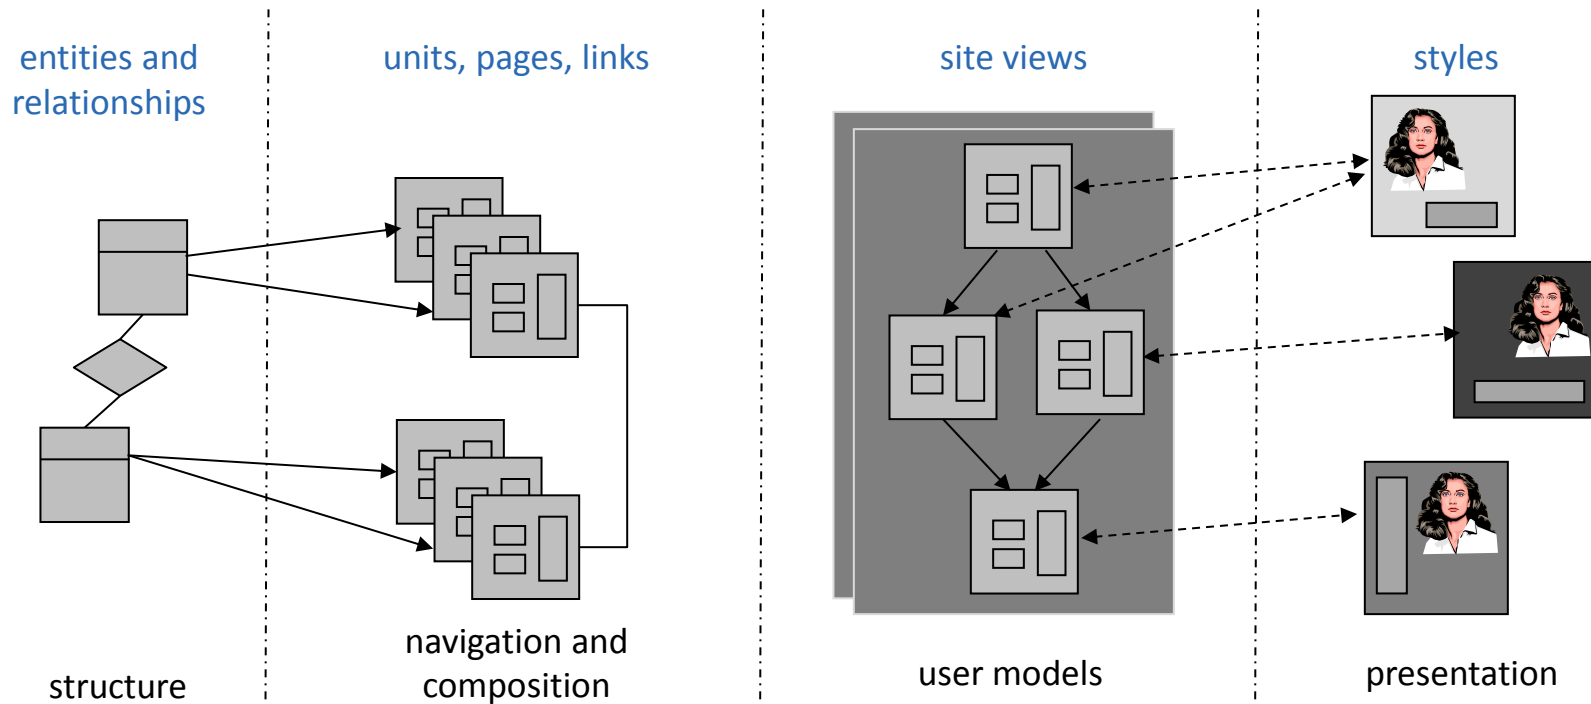 entities and
relationships
units, pages, links
site views
styles
structure
navigation and
composition
user models
presentation